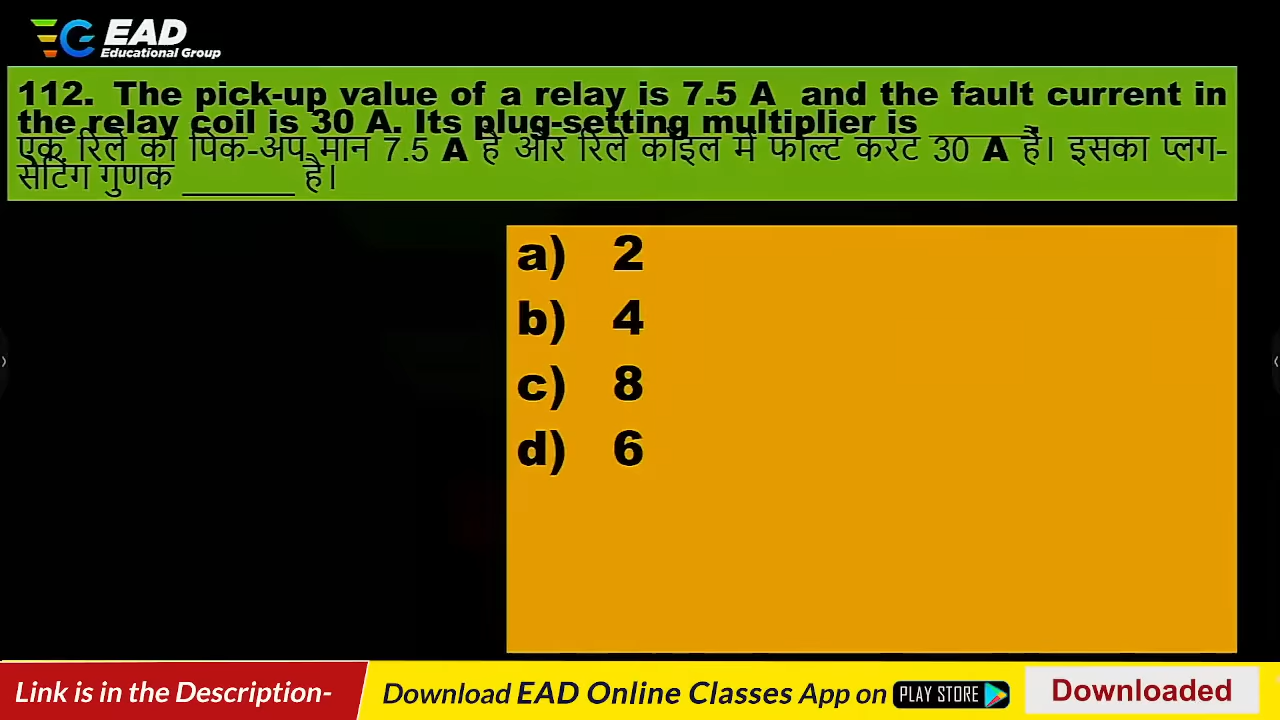 EAD
Educational Group
112. The pick-up value of a relay is 7.5 A and the fault current in
the relay coil is 30 A. Its plug-setting multiplier is ______.
एक रिले का पिक-अप मान 7.5 A है और रिले कॉइल में फॉल्ट करंट 30 A है। इसका प्लग-
सेटिंग गुणक ______ है।
a) 2
b) 4
c) 8
d) 6
Link is in the Description-
Download EAD Online Classes App on PLAY STORE
Downloaded